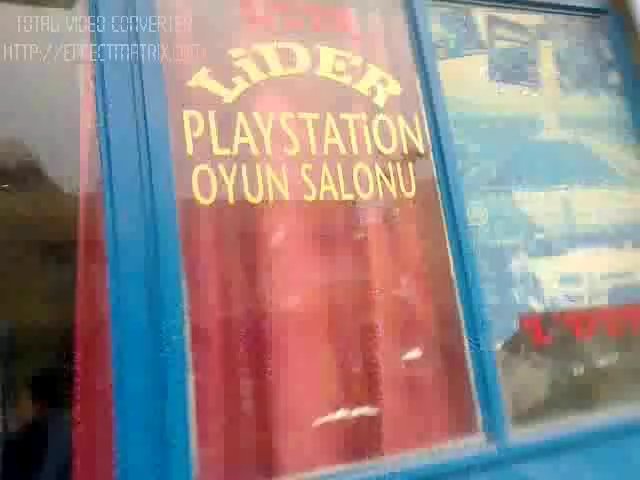 TOTAL VIDEO CONVERTER
HTTP://EFFECTMATRIX.COM
LiDER
PLAYSTATiON
OYUN SALONU